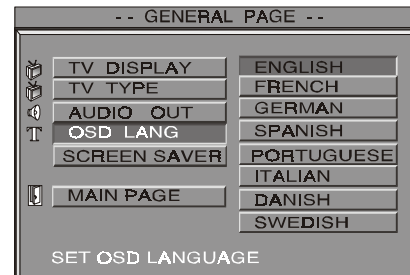 -- GENERAL PAGE --
TV DISPLAY
TV TYPE
AUDIO OUT
T OSD LANG
SCREEN SAVER
MAIN PAGE
ENGLISH
FRENCH
GERMAN
SPANISH
PORTUGUESE
ITALIAN
DANISH
SWEDISH
SET OSD LANGUAGE